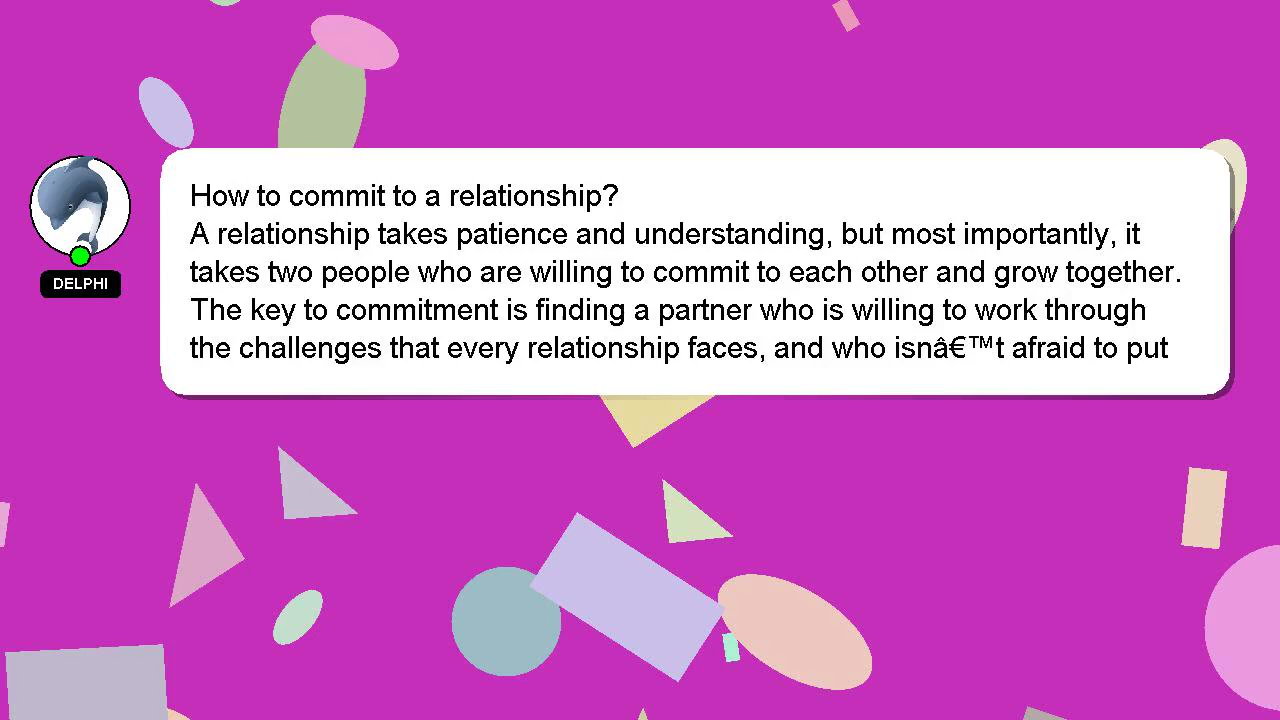 How to commit to a relationship?
A relationship takes patience and understanding, but most importantly, it
takes two people who are willing to commit to each other and grow together.
The key to commitment is finding a partner who is willing to work through
the challenges that every relationship faces, and who isnâ€™t afraid to put
DELPHI